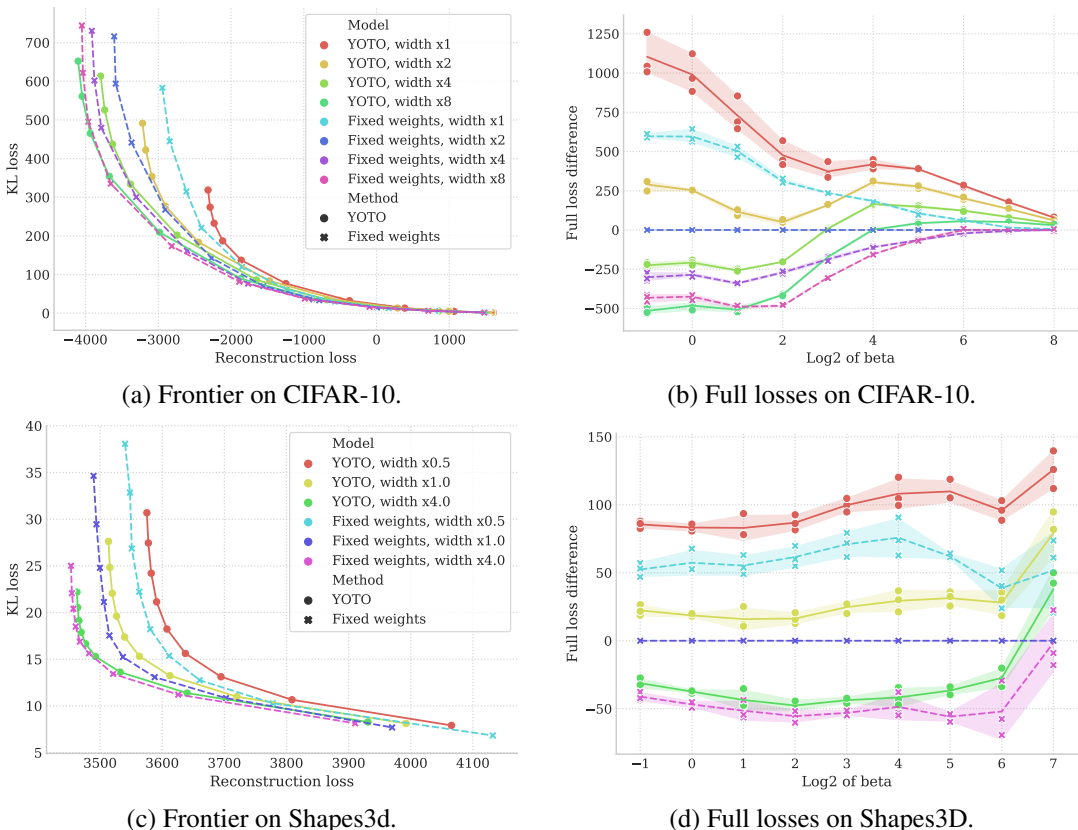 Model
YOTO, width x1
YOTO, width x2
YOTO, width x4
YOTO, width x8
Fixed weights, width x1
Fixed weights, width x2
Fixed weights, width x4
Fixed weights, width x8
Method
YOTO
Fixed weights
KL loss
700
600
500
400
300
200
100
0
−4000 −3000 −2000 −1000 0 1000
Reconstruction loss
(a) Frontier on CIFAR-10.
Full loss difference
1250
1000
750
500
250
0
−250
−500
0 2 4 6 8
Log2 of beta
(b) Full losses on CIFAR-10.
Model
YOTO, width x0.5
YOTO, width x1.0
YOTO, width x4.0
Fixed weights, width x0.5
Fixed weights, width x1.0
Fixed weights, width x4.0
Method
YOTO
Fixed weights
KL loss
40
35
30
25
20
15
10
5
3500 3600 3700 3800 3900 4000 4100
Reconstruction loss
(c) Frontier on Shapes3d.
Full loss difference
150
100
50
0
−50
−1 0 1 2 3 4 5 6 7
Log2 of beta
(d) Full losses on Shapes3D.